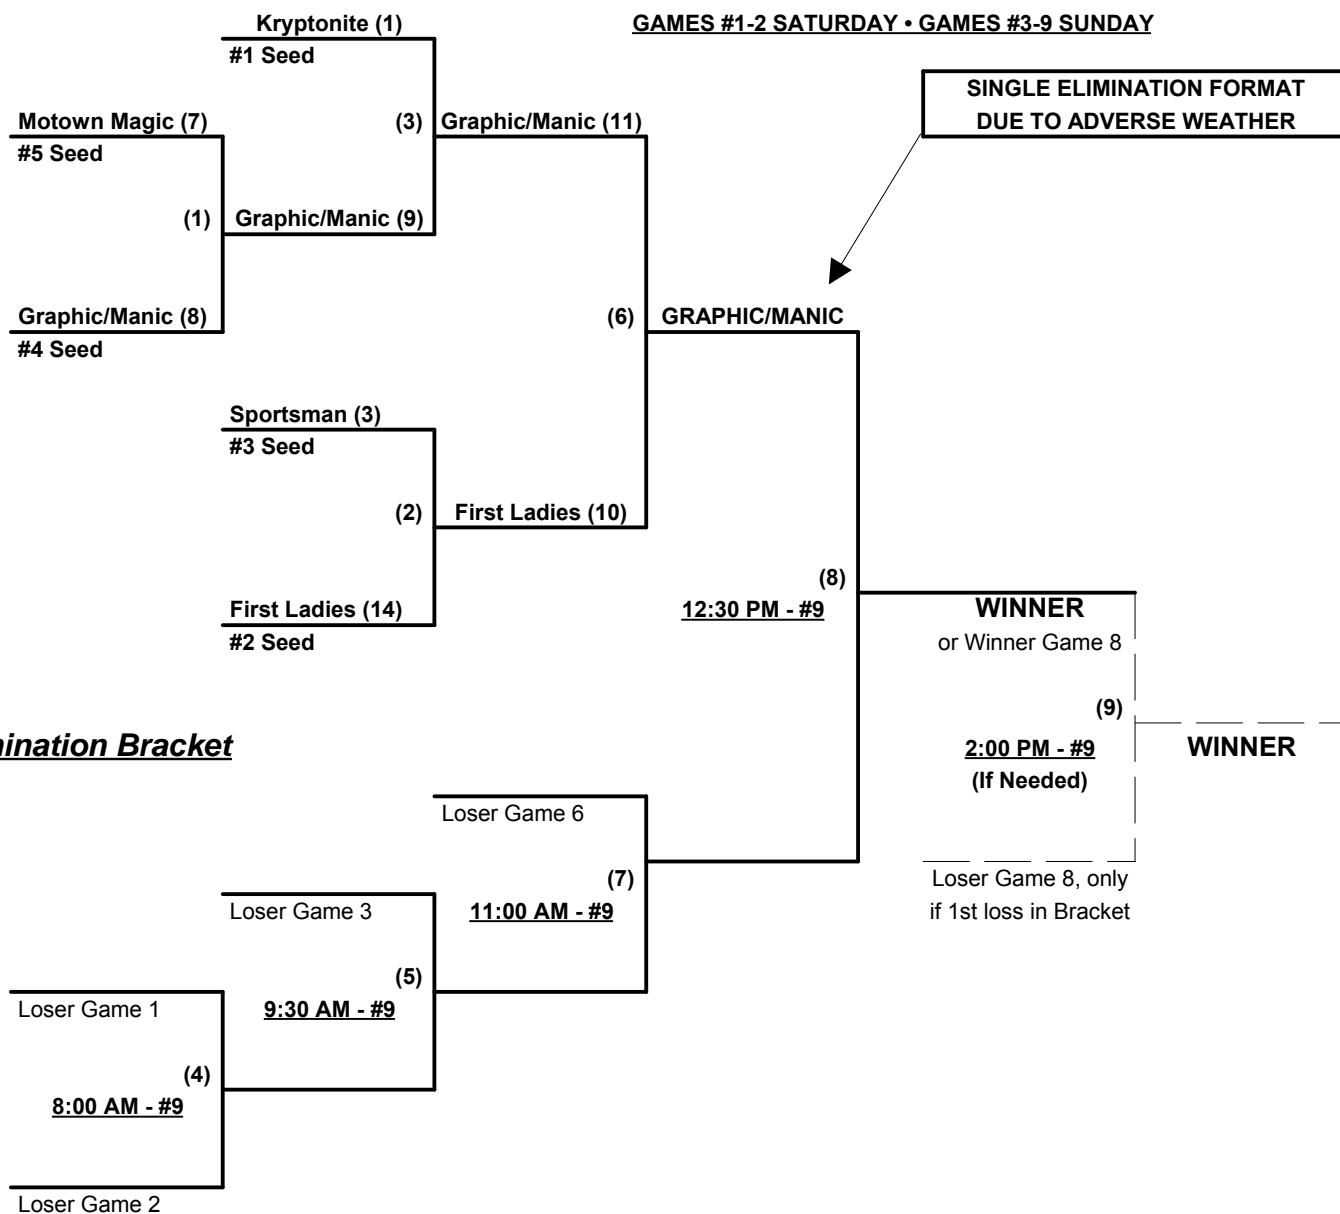 Kryptonite (1)
GAMES #1-2 SATURDAY • GAMES #3-9 SUNDAY
#1 Seed
SINGLE ELIMINATION FORMAT
DUE TO ADVERSE WEATHER
Motown Magic (7)
(3)
Graphic/Manic (11)
#5 Seed
(1)
Graphic/Manic (9)
Graphic/Manic (8)
(6)
GRAPHIC/MANIC
#4 Seed
Sportsman (3)
#3 Seed
(2)
First Ladies (10)
(8)
First Ladies (14)
12:30 PM - #9
WINNER
#2 Seed
or Winner Game 8
(9)
mination Bracket
2:00 PM - #9
WINNER
(If Needed)
Loser Game 6
(7)
Loser Game 8, only
Loser Game 3
11:00 AM - #9
if 1st loss in Bracket
(5)
Loser Game 1
9:30 AM - #9
(4)
8:00 AM - #9
Loser Game 2